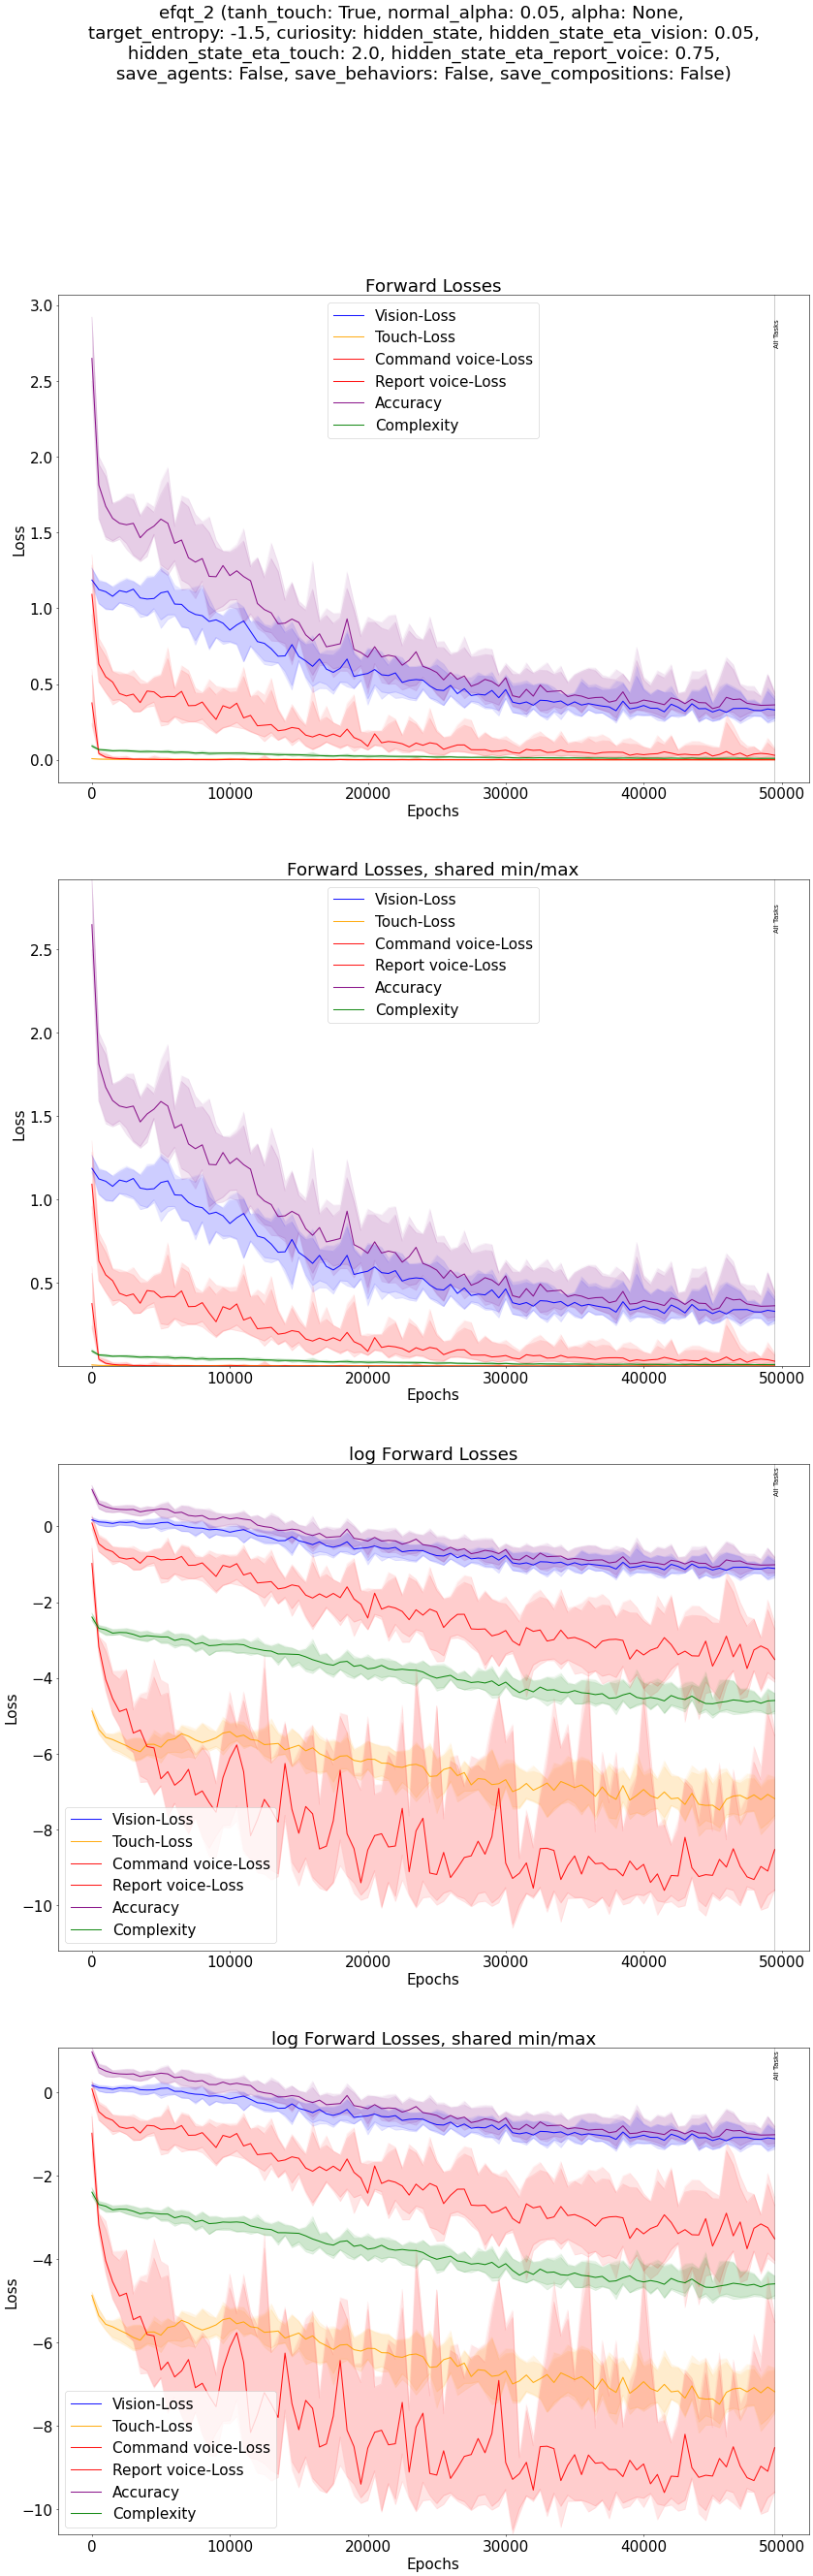 efqt_2 (tanh_touch: True, normal_alpha: 0.05, alpha: None,
target_entropy: -1.5, curiosity: hidden_state, hidden_state_eta_vision: 0.05,
hidden_state_eta_touch: 2.0, hidden_state_eta_report_voice: 0.75,
save_agents: False, save_behaviors: False, save_compositions: False)
Forward Losses
3.0
2.5
2.0
1.5
1.0
0.5
0.0
Loss
Vision-Loss
Touch-Loss
Command voice-Loss
Report voice-Loss
Accuracy
Complexity
All Tasks
0 10000 20000 30000 40000 50000
Epochs
Forward Losses, shared min/max
2.5
2.0
1.5
1.0
0.5
Loss
Vision-Loss
Touch-Loss
Command voice-Loss
Report voice-Loss
Accuracy
Complexity
All Tasks
0 10000 20000 30000 40000 50000
Epochs
log Forward Losses
0
−2
−4
−6
−8
−10
Loss
Vision-Loss
Touch-Loss
Command voice-Loss
Report voice-Loss
Accuracy
Complexity
All Tasks
0 10000 20000 30000 40000 50000
Epochs
log Forward Losses, shared min/max
0
−2
−4
−6
−8
−10
Loss
Vision-Loss
Touch-Loss
Command voice-Loss
Report voice-Loss
Accuracy
Complexity
All Tasks
0 10000 20000 30000 40000 50000
Epochs